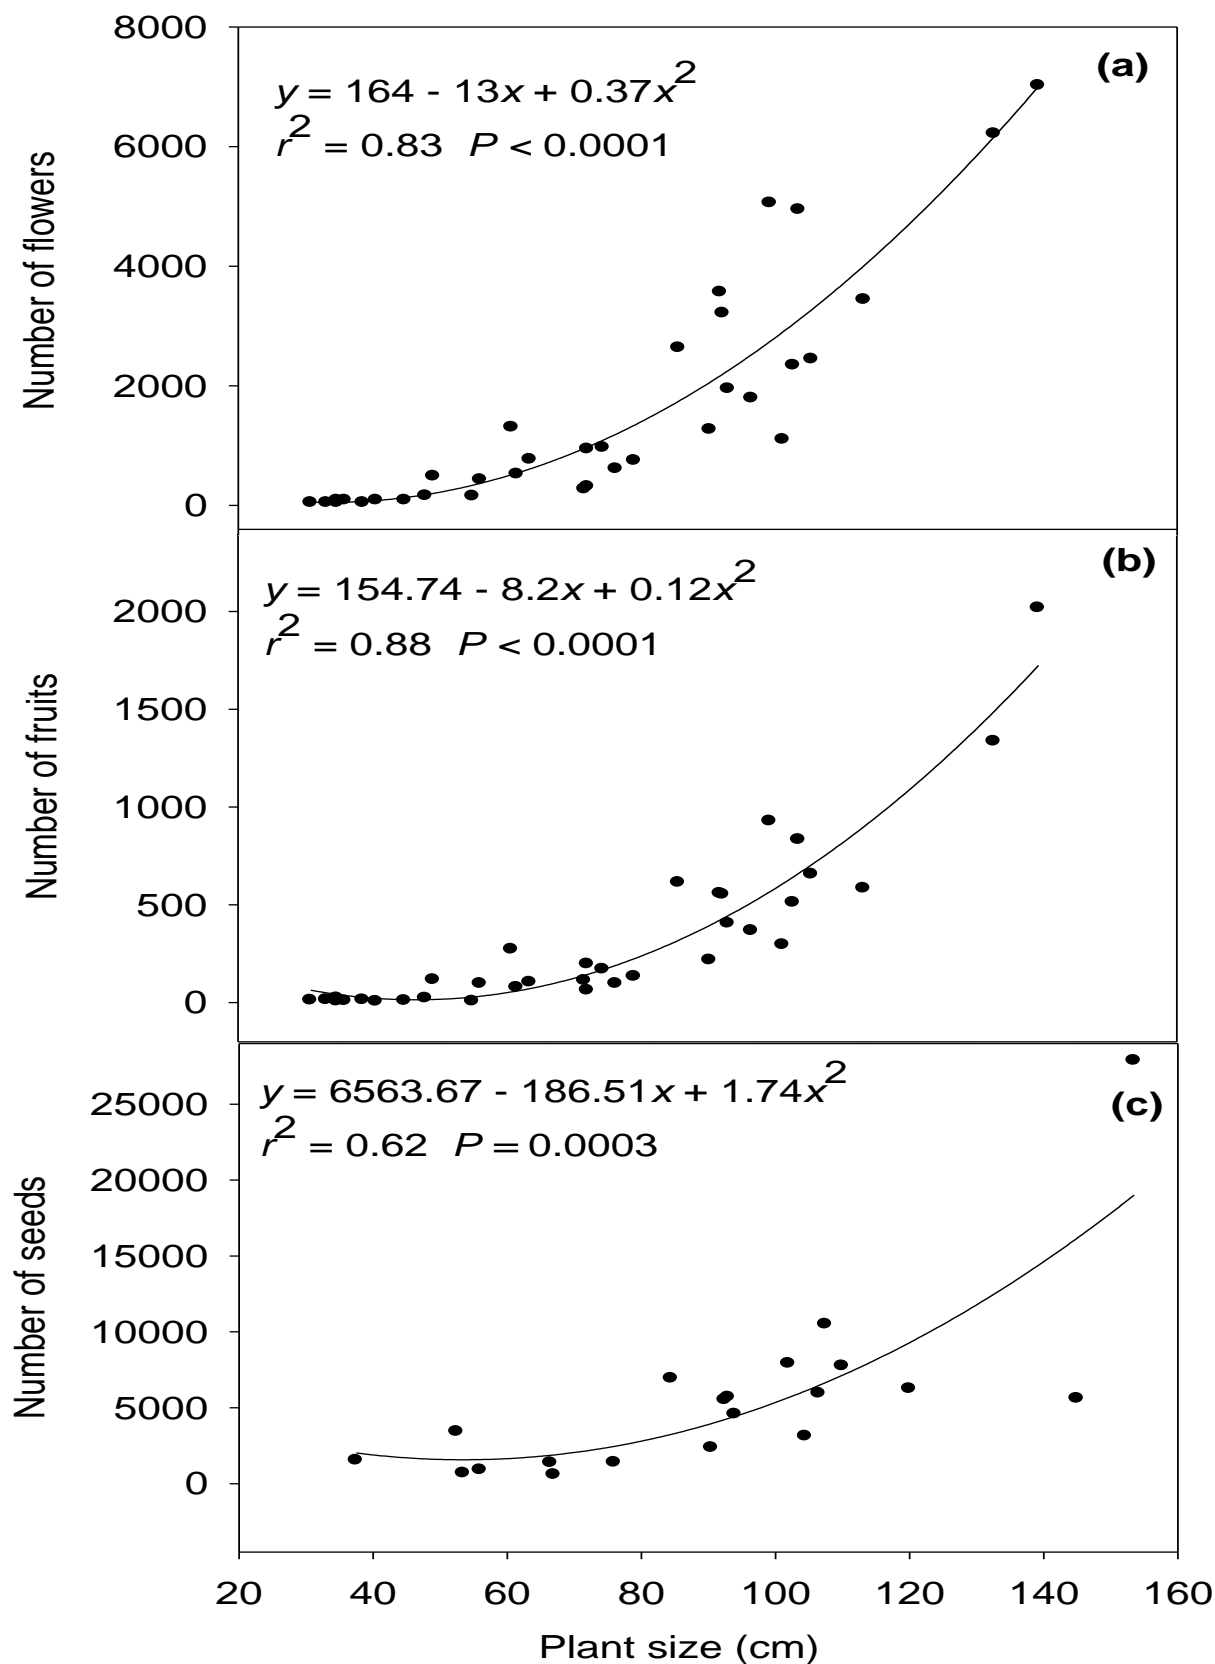 8000
(a)
y = 164 - 13x + 0.37x²
r² = 0.83 P < 0.0001
6000
4000
2000
0
Number of flowers
(b)
y = 154.74 - 8.2x + 0.12x²
r² = 0.88 P < 0.0001
2000
1500
1000
500
0
Number of fruits
y = 6563.67 - 186.51x + 1.74x²
(c)
r² = 0.62 P = 0.0003
25000
20000
15000
10000
5000
0
Number of seeds
20 40 60 80 100 120 140 160
Plant size (cm)